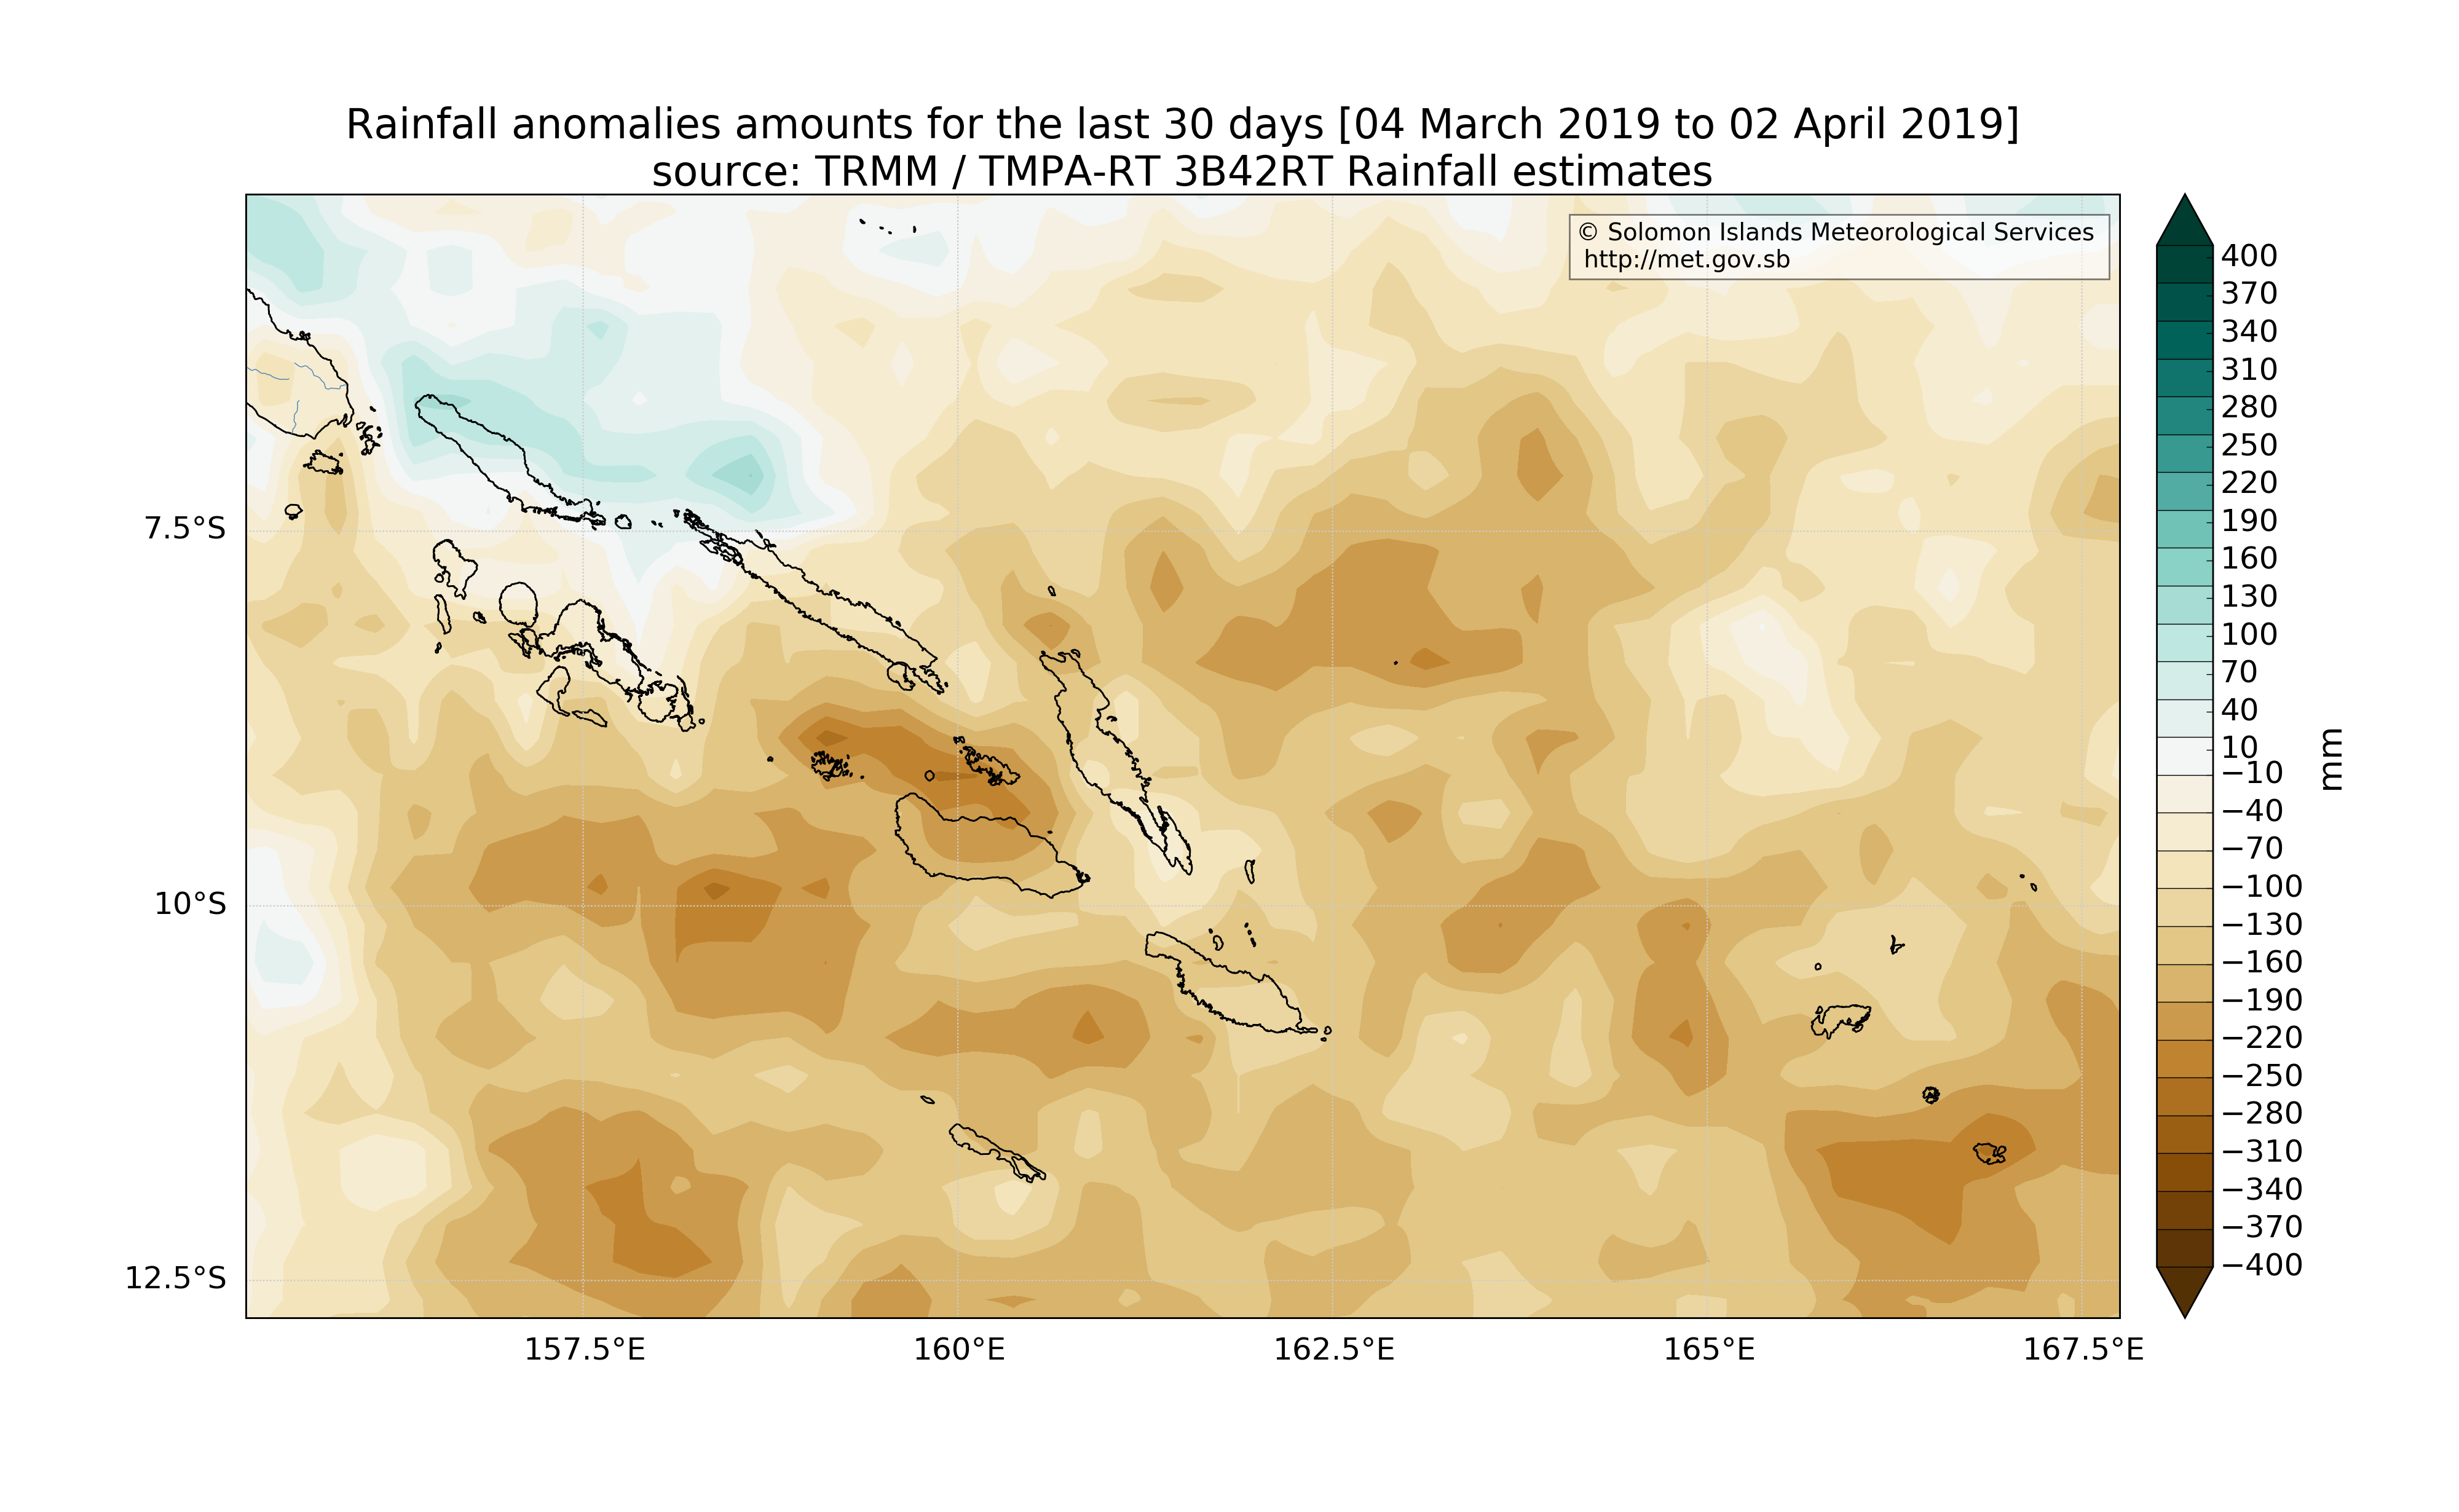 Rainfall anomalies amounts for the last 30 days [04 March 2019 to 02 April 2019]
source: TRMM / TMPA-RT 3B42RT Rainfall estimates
© Solomon Islands Meteorological Services
http://met.gov.sb
7.5°S
10°S
12.5°S
157.5°E
160°E
162.5°E
165°E
167.5°E
400
370
340
310
280
250
220
190
160
130
100
70
40
10
−10
−40
−70
−100
−130
−160
−190
−220
−250
−280
−310
−340
−370
−400
mm